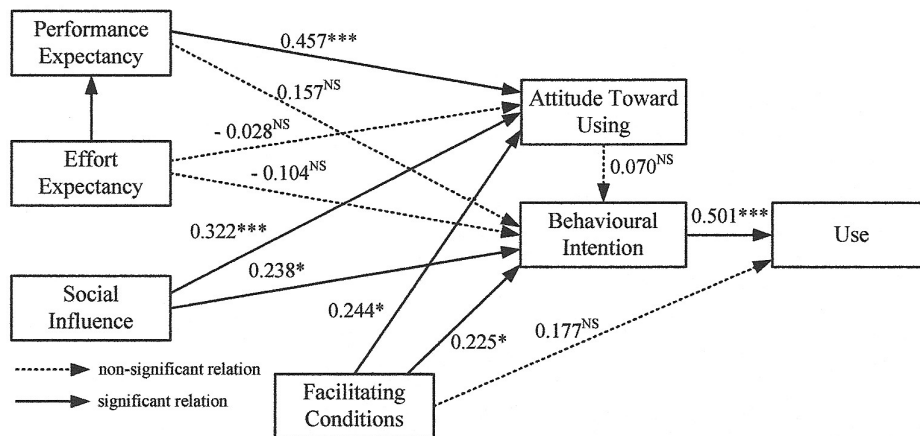 Performance
Expectancy
0.457***
0.157NS
Attitude Toward
Using
- 0.028NS
Effort
Expectancy
- 0.104NS
0.070NS
Behavioural
Intention
0.501***
Use
0.322***
0.238*
Social
Influence
0.244*
0.225*
0.177NS
non-significant relation
significant relation
Facilitating
Conditions